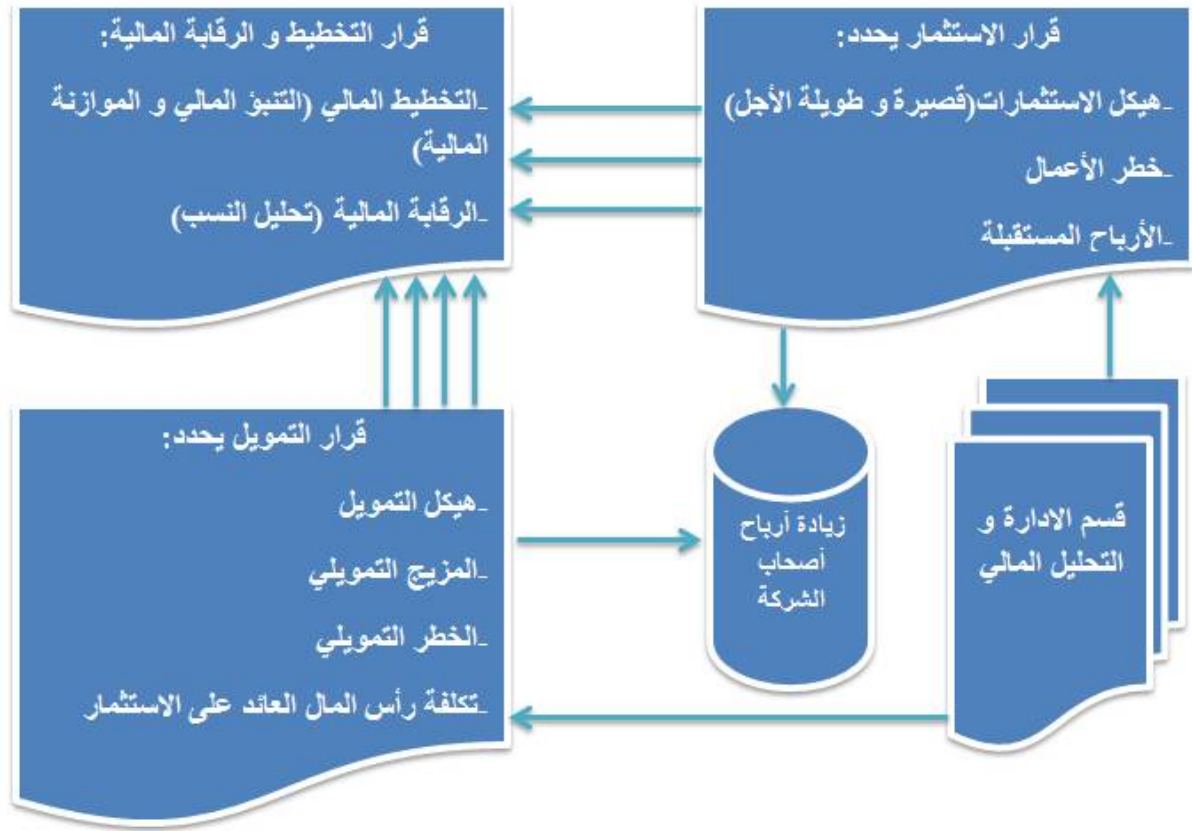 قرار الاستثمار يحدد:
-هيكل الاستثمارات(قصيرة و طويلة الأجل)
-خطر الأعمال
-الأرباح المستقبلة
قرار التخطيط و الرقابة المالية:
-التخطيط المالي (التنبؤ المالي و الموازنة
المالية)
-الرقابة المالية (تحليل النسب)
قسم الادارة و
التحليل المالي
زيادة أرباح
أصحاب
الشركة
قرار التمويل يحدد:
-هيكل التمويل
-المزيج التمويلي
-الخطر التمويلي
-تكلفة رأس المال العائد على الاستثمار